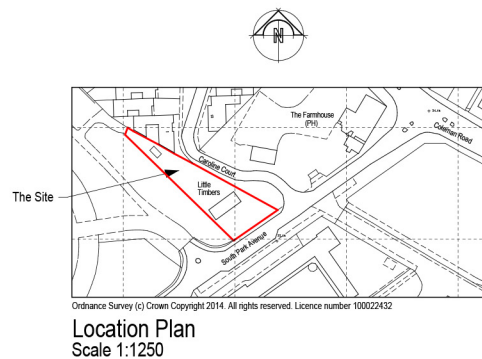 N
The Farmhouse
(PH)
Coleman Road
Caroline Court
Little
Timbers
The Site
South Park Avenue
Ordnance Survey (c) Crown Copyright 2014. All rights reserved. Licence number 100022432
Location Plan
Scale 1:1250